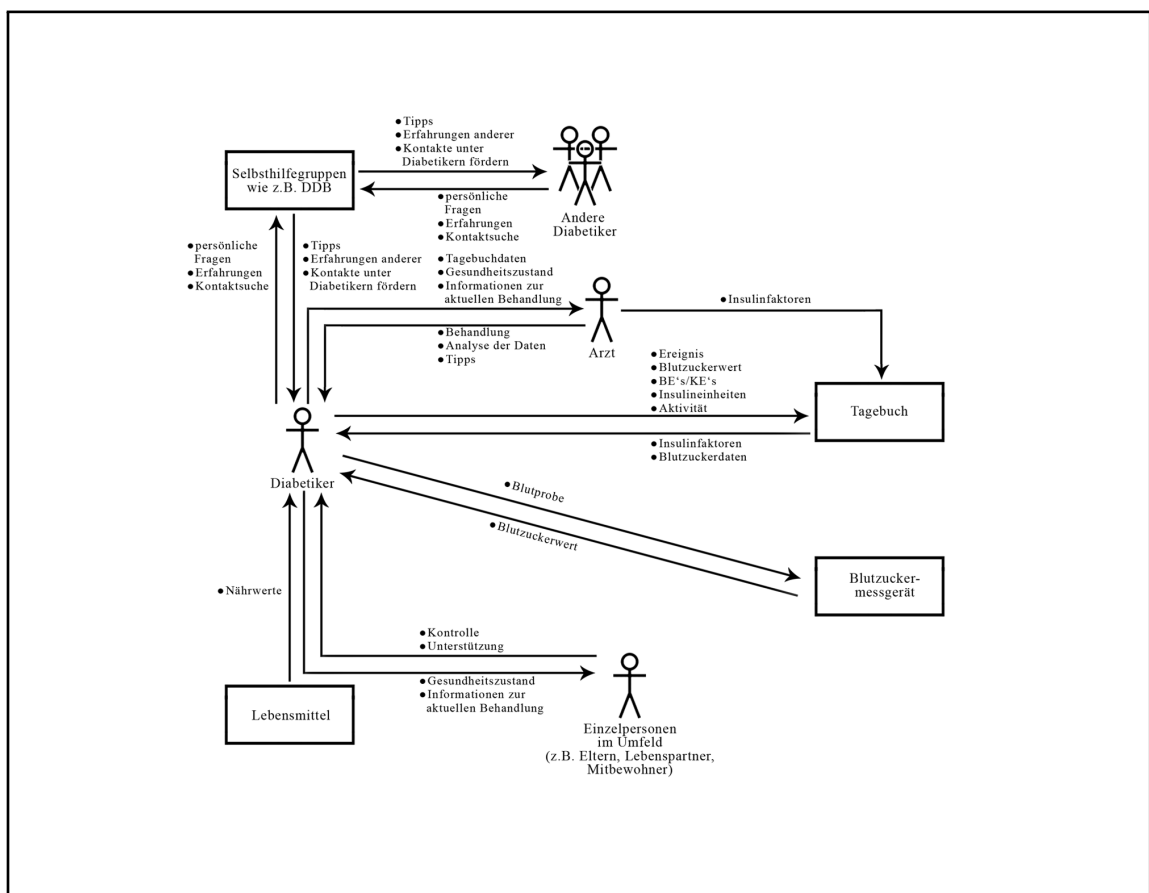 ● Tipps
● Erfahrungen anderer
● Kontakte unter
Diabetikern fördern
Selbsthilfegruppen
wie z.B. DDB
● persönliche
Fragen
● Erfahrungen
● Kontaktsuche
Andere
Diabetiker
● persönliche
Fragen
● Erfahrungen
● Kontaktsuche
● Tipps
● Erfahrungen anderer
● Kontakte unter
Diabetikern fördern
● Tagebuchdaten
● Gesundheitszustand
● Informationen zur
aktuellen Behandlung
● Behandlung
● Analyse der Daten
● Tipps
Arzt
● Insulinfaktoren
● Ereignis
● Blutzuckerwert
● BE‘s/KE‘s
● Insulineinheiten
● Aktivität
Tagebuch
● Insulinfaktoren
● Blutzuckerdaten
Diabetiker
● Blutprobe
● Blutzuckerwert
Blutzucker-
messgerät
● Nährwerte
● Kontrolle
● Unterstützung
● Gesundheitszustand
● Informationen zur
aktuellen Behandlung
Lebensmittel
Einzelpersonen
im Umfeld
(z.B. Eltern, Lebenspartner,
Mitbewohner)